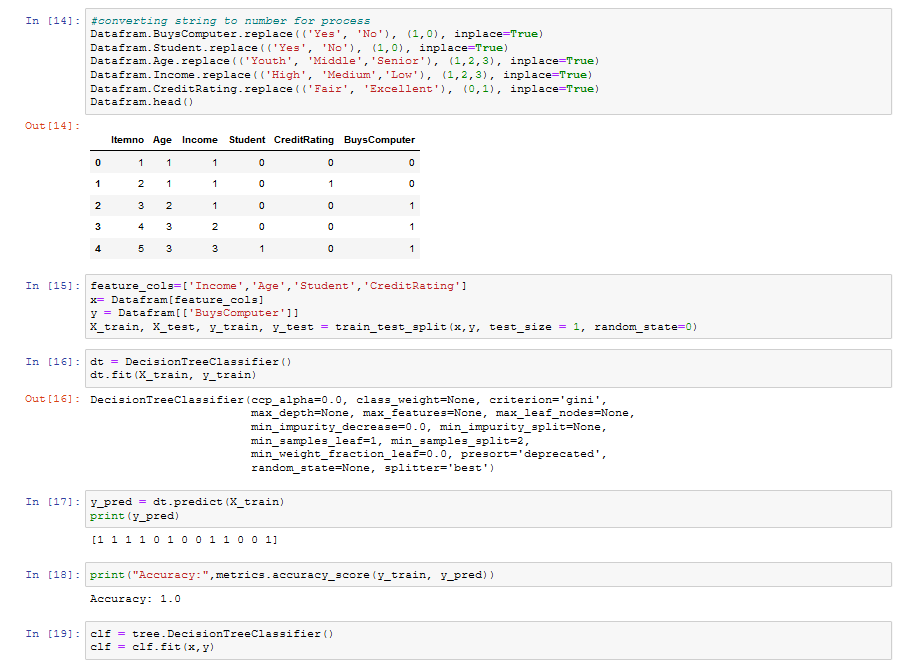 In [14]: #converting string to number for process
Datafram.BuysComputer.replace(('Yes', 'No'), (1,0), inplace=True)
Datafram.Student.replace(('Yes', 'No'), (1,0), inplace=True)
Datafram.Age.replace(('Youth', 'Middle','Senior'), (1,2,3), inplace=True)
Datafram.Income.replace(('High', 'Medium','Low'), (1,2,3), inplace=True)
Datafram.CreditRating.replace(('Fair', 'Excellent'), (0,1), inplace=True)
Datafram.head()
Out[14]:
Itemno Age Income Student CreditRating BuysComputer
0 1 1 1 0 0 0
1 2 1 1 0 1 0
2 3 2 1 0 0 1
3 4 3 2 0 0 1
4 5 3 3 1 0 1
In [15]: feature_cols=['Income','Age','Student','CreditRating']
x= Datafram[feature_cols]
y = Datafram[['BuysComputer']]
X_train, X_test, y_train, y_test = train_test_split(x,y, test_size = 1, random_state=0)
In [16]: dt = DecisionTreeClassifier()
dt.fit(X_train, y_train)
Out[16]: DecisionTreeClassifier(ccp_alpha=0.0, class_weight=None, criterion='gini',
max_depth=None, max_features=None, max_leaf_nodes=None,
min_impurity_decrease=0.0, min_impurity_split=None,
min_samples_leaf=1, min_samples_split=2,
min_weight_fraction_leaf=0.0, presort='deprecated',
random_state=None, splitter='best')
In [17]: y_pred = dt.predict(X_train)
print(y_pred)
[1 1 1 1 0 1 0 0 1 1 0 0 1]
In [18]: print("Accuracy:",metrics.accuracy_score(y_train, y_pred))
Accuracy: 1.0
In [19]: clf = tree.DecisionTreeClassifier()
clf = clf.fit(x,y)